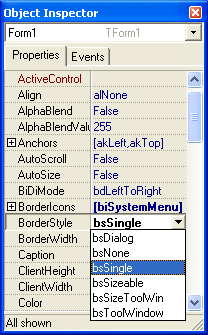 Object Inspector
Form1 TForm1
Properties Events
ActiveControl
Align alNone
AlphaBlend False
AlphaBlendValu 255
Anchors [akLeft,akTop]
AutoScroll False
AutoSize False
BiDiMode bdLeftToRight
BorderIcons [biSystemMenu]
BorderStyle bsSingle
BorderWidth bsDialog
Caption bsNone
ClientHeight bsSingle
ClientWidth bsSizeable
Color bsSizeToolWin
bsToolWindow
All shown